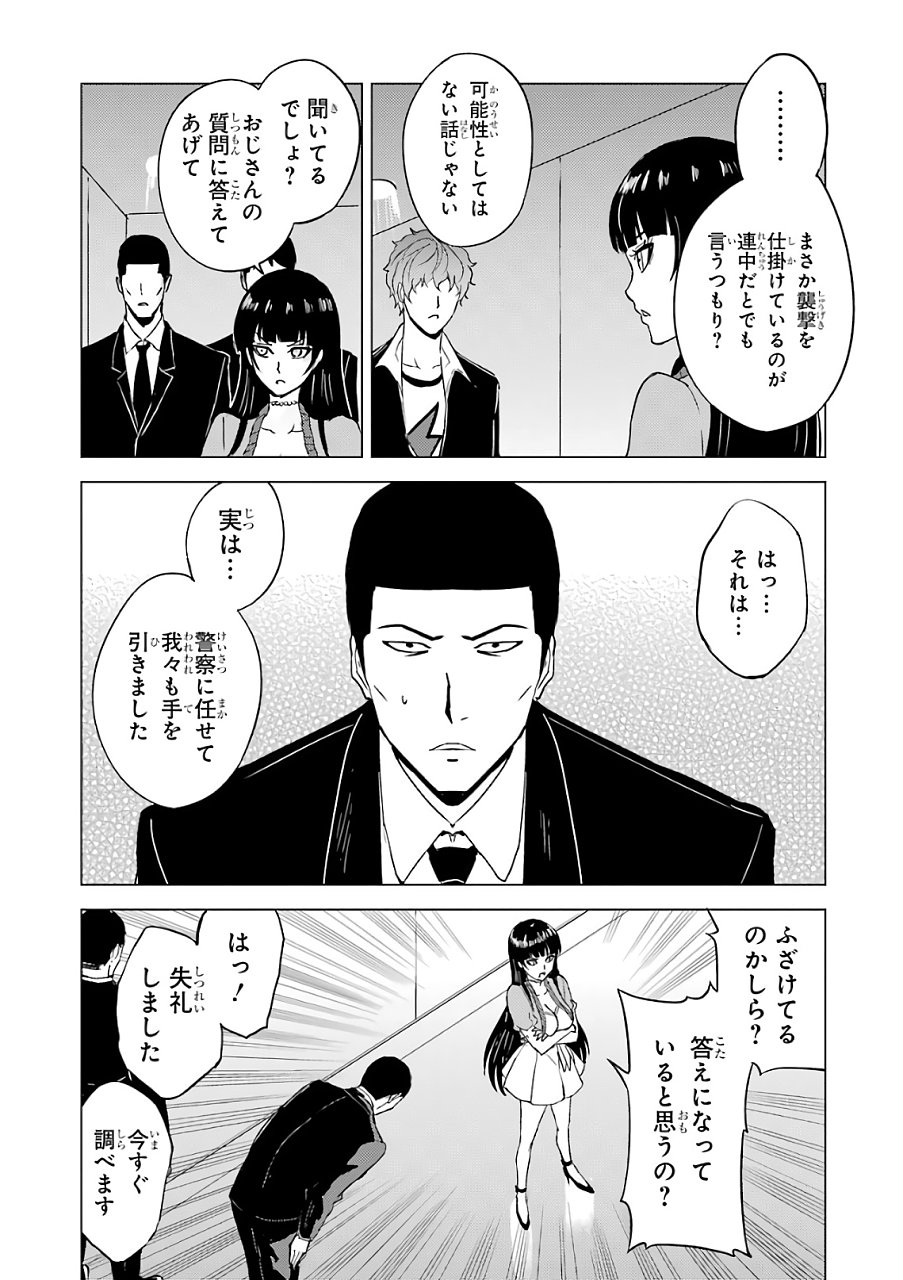 ………
まさか襲撃を
仕掛けているのが
連中だとでも
言うつもり？
可能性としては
ない話じゃない
聞いてる
でしょ？
おじさんの
質問に答えて
あげて
はっ…
それは…
実は…
警察に任せて
我々も手を
引きました
ふざけてる
のかしら？
答えになって
いると思うの？
はっ！
失礼
しました
今すぐ
調べます